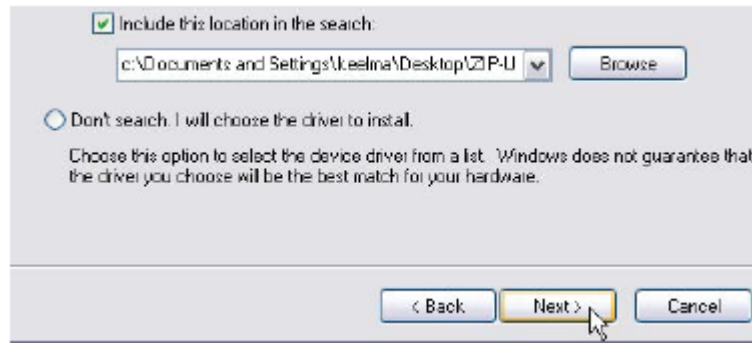 Include this location in the search:
c:\Documents and Settings\keelma\Desktop\ZIP-U
Browse
Don't search. I will choose the driver to install.
Choose this option to select the device driver from a list. Windows does not guarantee that
the driver you choose will be the best match for your hardware.
< Back
Next >
Cancel